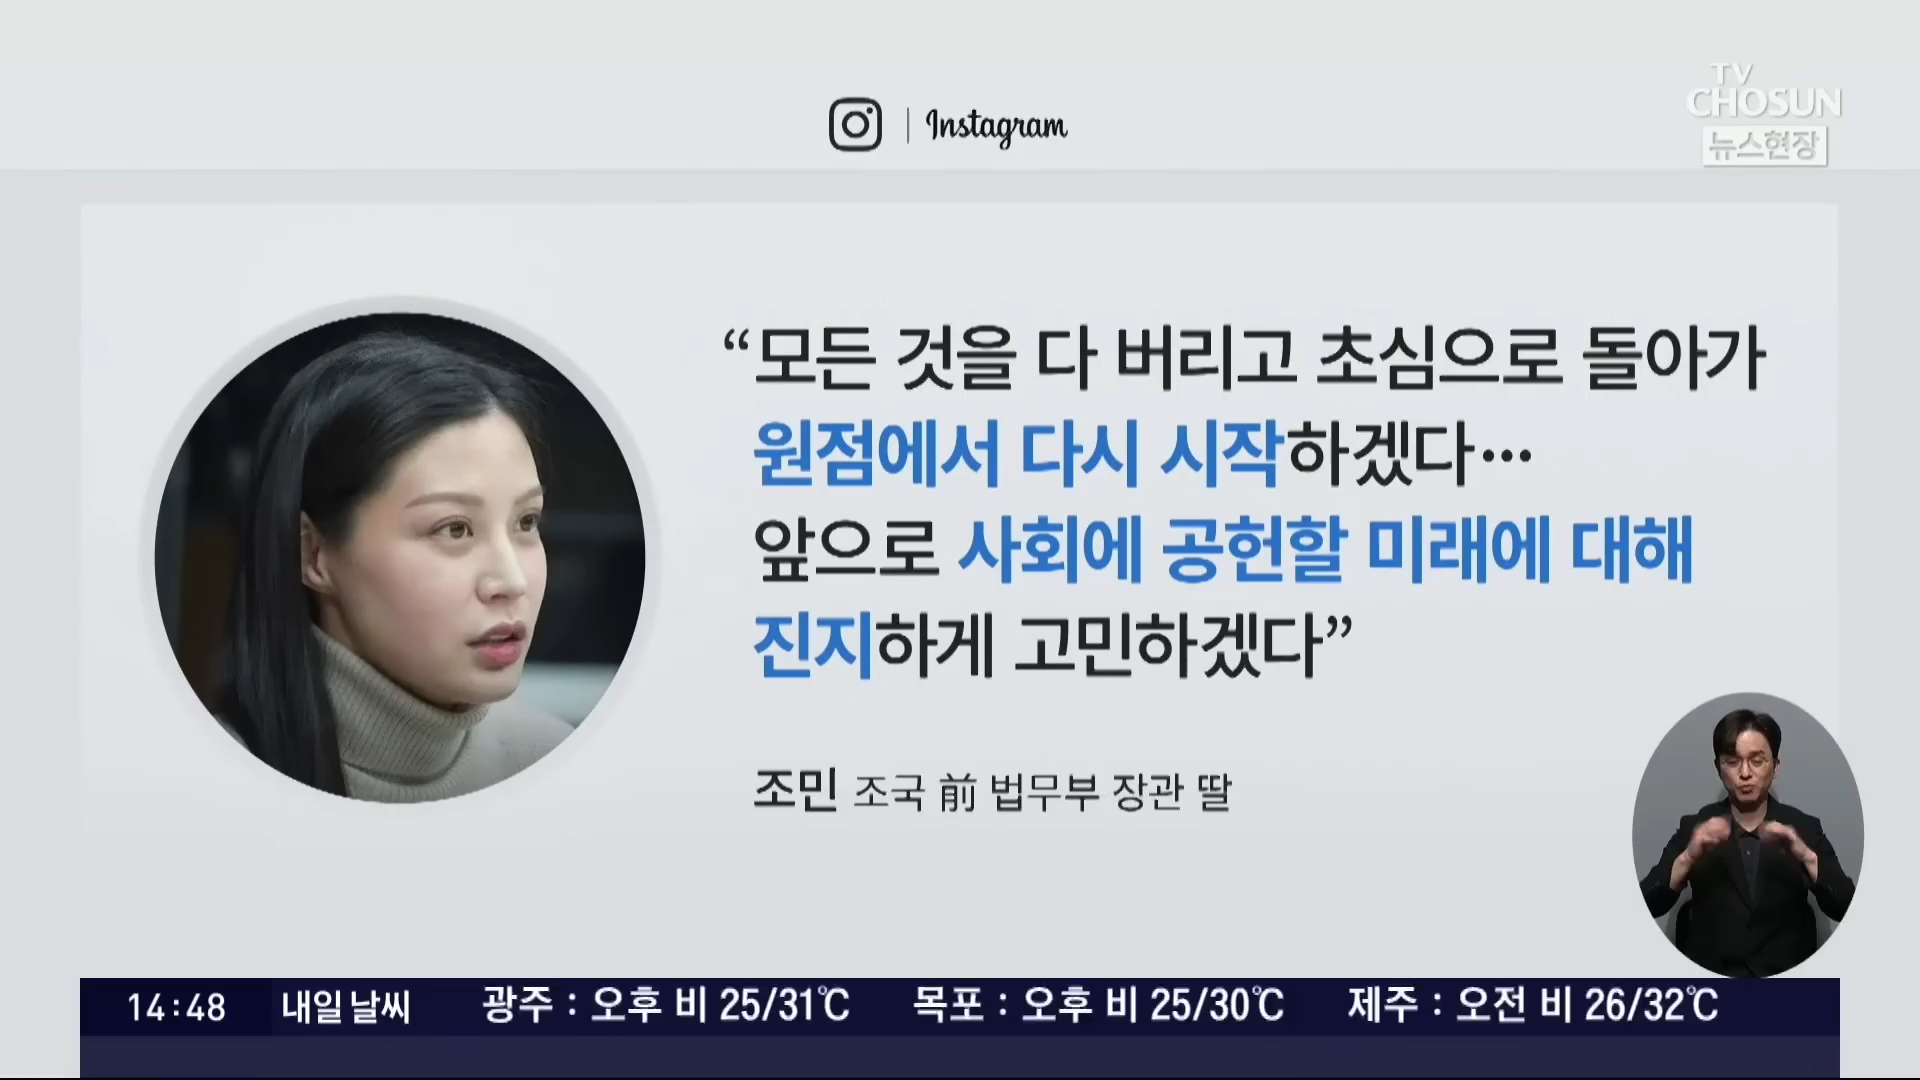 Instagram
TV
CHOSUN
뉴스현장
“모든 것을 다 버리고 초심으로 돌아가
원점에서 다시 시작하겠다…
앞으로 사회에 공헌할 미래에 대해
진지하게 고민하겠다”
조민 조국 前 법무부 장관 딸
14:48 내일 날씨 광주 : 오후 비 25/31℃ 목포 : 오후 비 25/30℃ 제주 : 오전 비 26/32℃